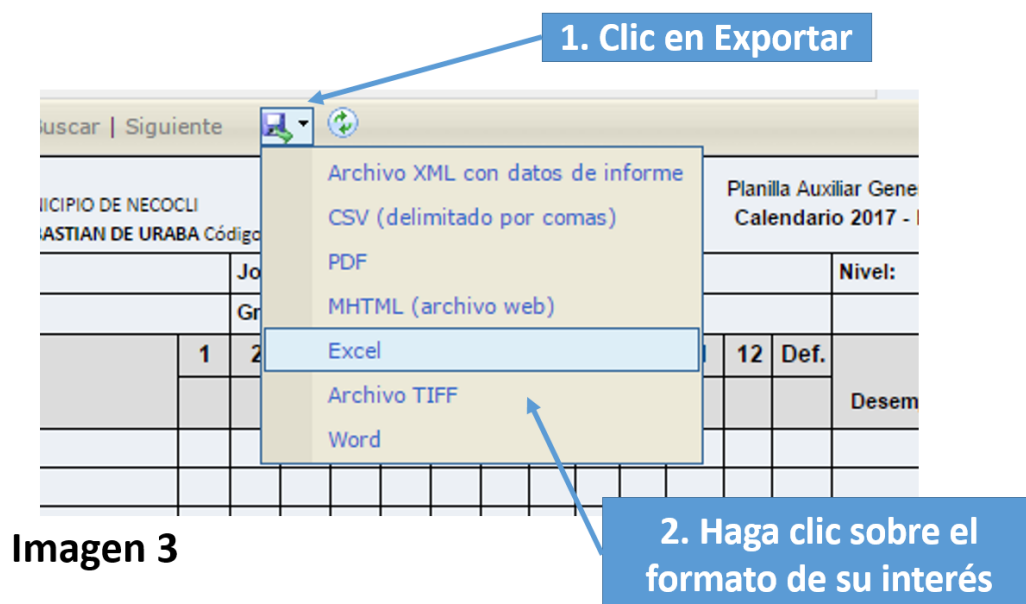 1. Clic en Exportar
Buscar | Siguiente
Archivo XML con datos de informe
CSV (delimitado por comas)
PDF
MHTML (archivo web)
Excel
Archivo TIFF
Word
NICIPIO DE NECOCLI
BASTIAN DE URABA Código
Planilla Auxiliar Gene
Calendario 2017 -
Jo
Nivel:
Gr
1 2 12 Def.
Desem
2. Haga clic sobre el
formato de su interés
Imagen 3